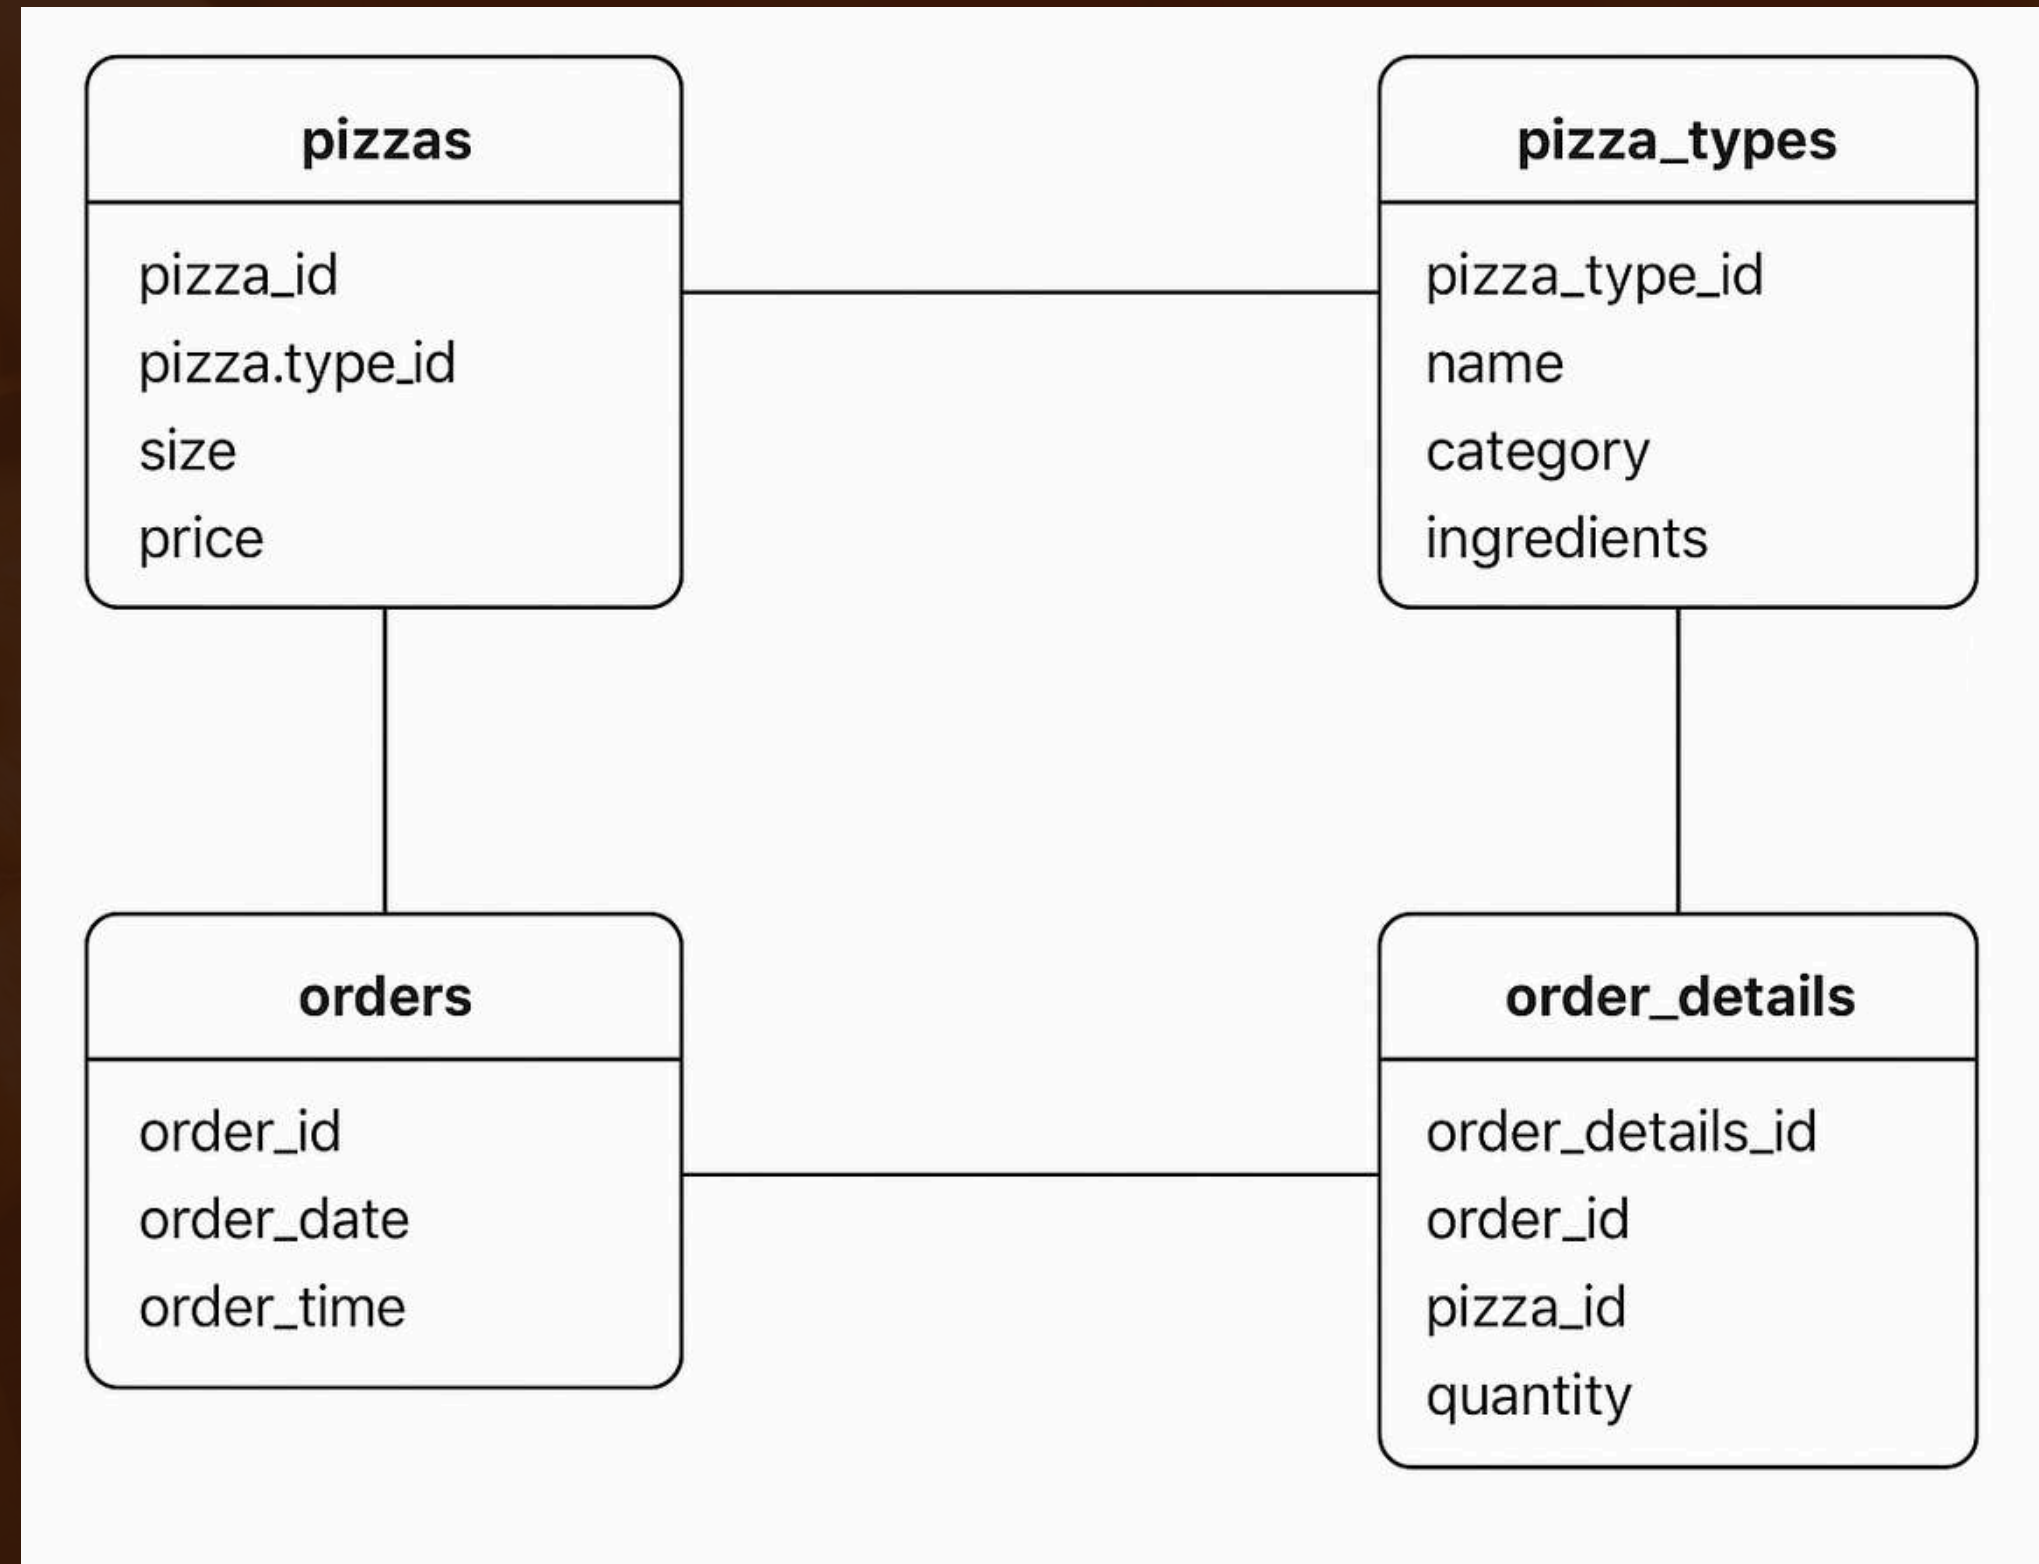 pizzas
pizza_id
pizza.type_id
size
price
pizza_types
pizza_type_id
name
category
ingredients
orders
order_id
order_date
order_time
order_details
order_details_id
order_id
pizza_id
quantity